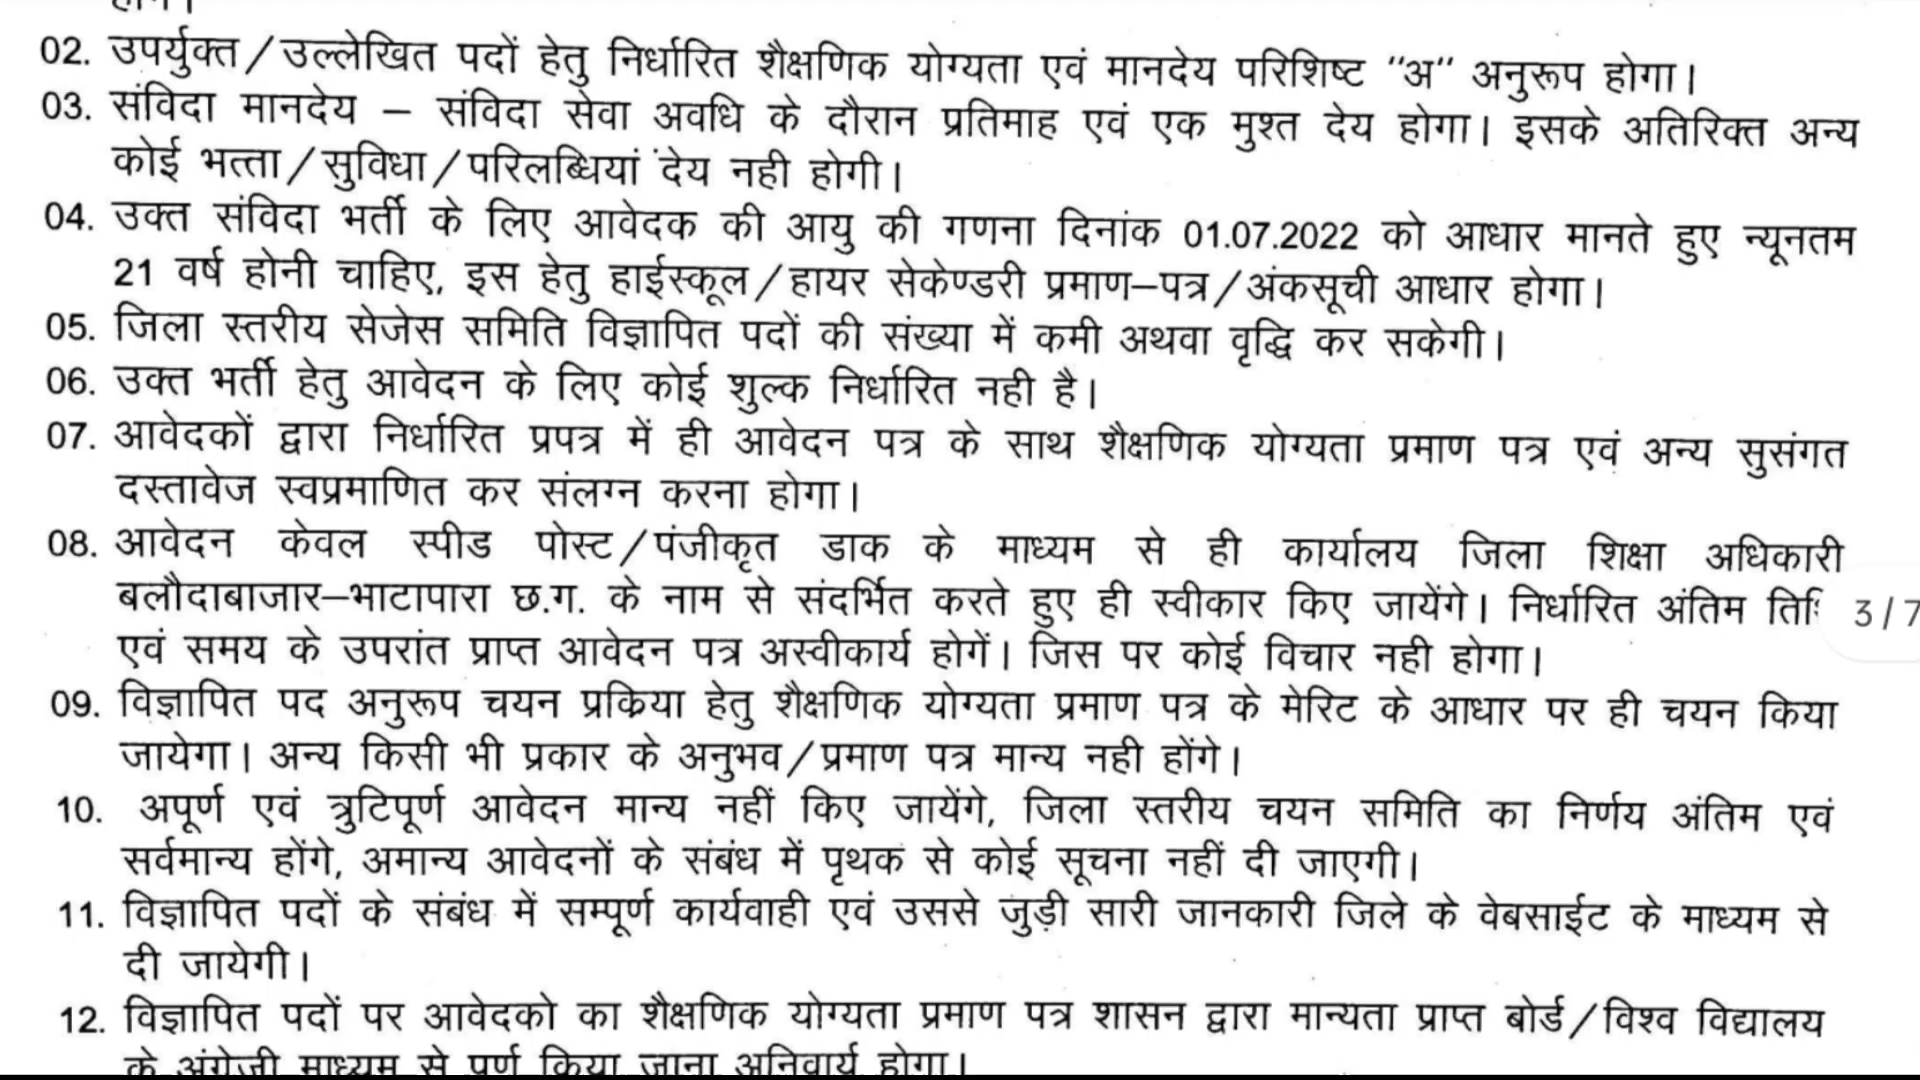 02. उपर्युक्त/उल्लेखित पदों हेतु निर्धारित शैक्षणिक योग्यता एवं मानदेय परिशिष्ट "अ" अनुरूप होगा।
03. संविदा मानदेय – संविदा सेवा अवधि के दौरान प्रतिमाह एवं एक मुश्त देय होगा। इसके अतिरिक्त अन्य
कोई भत्ता/सुविधा/परिलब्धियां देय नही होगी।
04. उक्त संविदा भर्ती के लिए आवेदक की आयु की गणना दिनांक 01.07.2022 को आधार मानते हुए न्यूनतम
21 वर्ष होनी चाहिए, इस हेतु हाईस्कूल/हायर सेकेण्डरी प्रमाण–पत्र/अंकसूची आधार होगा।
05. जिला स्तरीय सेजेस समिति विज्ञापित पदों की संख्या में कमी अथवा वृद्धि कर सकेगी।
06. उक्त भर्ती हेतु आवेदन के लिए कोई शुल्क निर्धारित नही है।
07. आवेदकों द्वारा निर्धारित प्रपत्र में ही आवेदन पत्र के साथ शैक्षणिक योग्यता प्रमाण पत्र एवं अन्य सुसंगत
दस्तावेज स्वप्रमाणित कर संलग्न करना होगा।
08. आवेदन केवल स्पीड पोस्ट/पंजीकृत डाक के माध्यम से ही कार्यालय जिला शिक्षा अधिकारी
बलौदाबाजार–भाटापारा छ.ग. के नाम से संदर्भित करते हुए ही स्वीकार किए जायेंगे। निर्धारित अंतिम 3/7
एवं समय के उपरांत प्राप्त आवेदन पत्र अस्वीकार्य होगें। जिस पर कोई विचार नही होगा।
09. विज्ञापित पद अनुरूप चयन प्रकिया हेतु शैक्षणिक योग्यता प्रमाण पत्र के मेरिट के आधार पर ही चयन किया
जायेगा। अन्य किसी भी प्रकार के अनुभव/प्रमाण पत्र मान्य नही होंगे।
10. अपूर्ण एवं त्रुटिपूर्ण आवेदन मान्य नहीं किए जायेंगे, जिला स्तरीय चयन समिति का निर्णय अंतिम एवं
सर्वमान्य होंगे, अमान्य आवेदनों के संबंध में पृथक से कोई सूचना नहीं दी जाएगी।
11. विज्ञापित पदों के संबंध में सम्पूर्ण कार्यवाही एवं उससे जुड़ी सारी जानकारी जिले के वेबसाईट के माध्यम से
दी जायेगी।
12. विज्ञापित पदों पर आवेदको का शैक्षणिक योग्यता प्रमाण पत्र शासन द्वारा मान्यता प्राप्त बोर्ड/विश्व विद्यालय
के अंग्रेजी माध्यम से पूर्ण किया जाना अनिवार्य होगा।